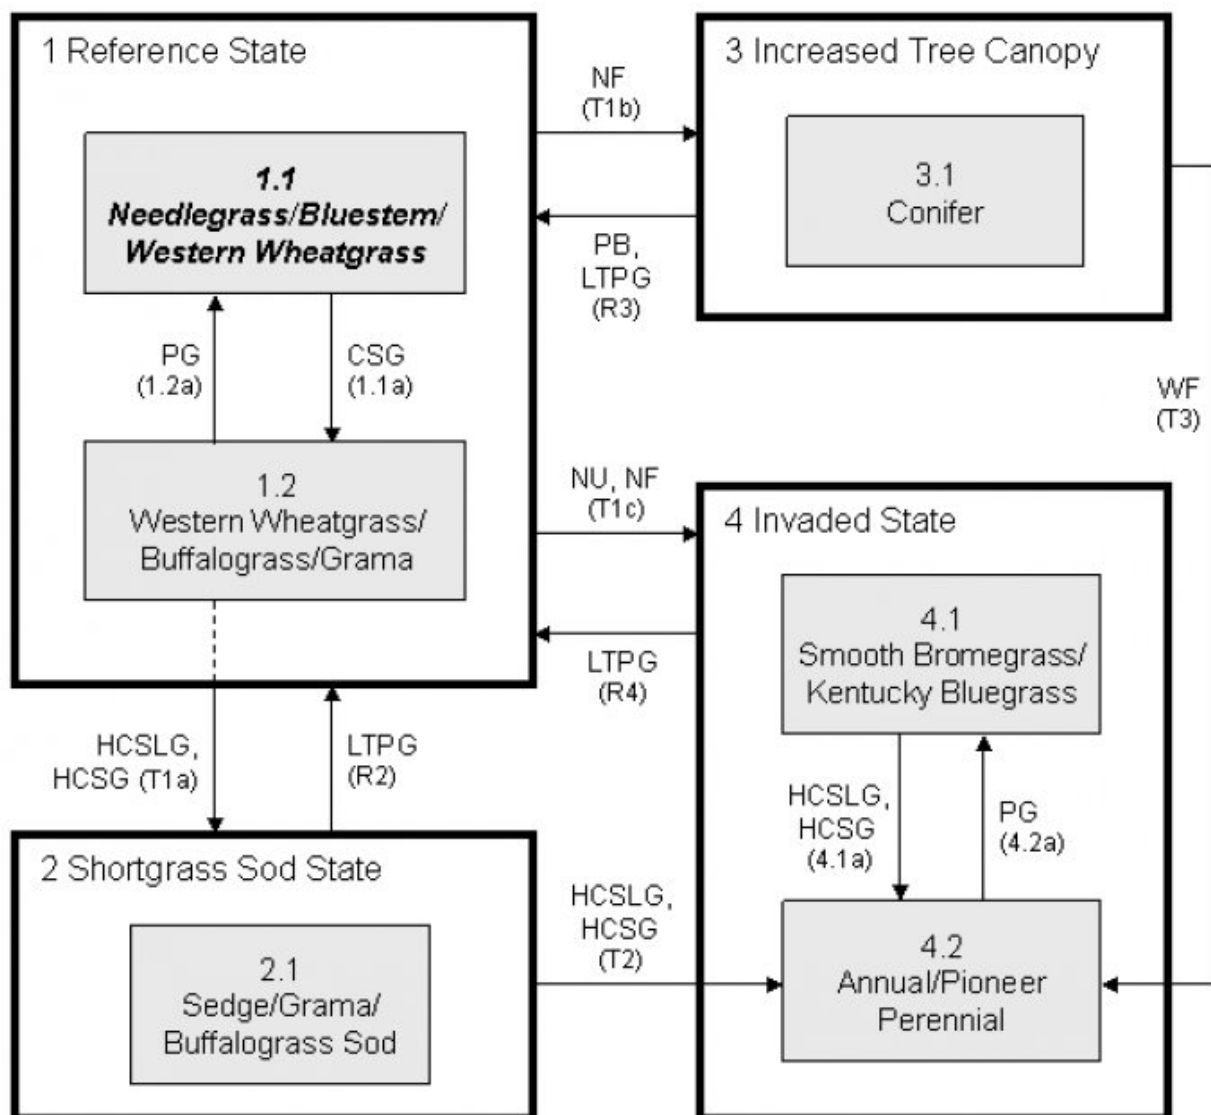 1 Reference State
1.1
Needlegrass/Bluestem/
Western Wheatgrass
PG
(1.2a)
CSG
(1.1a)
1.2
Western Wheatgrass/
Buffalograss/Grama
NF
(T1b)
PB,
LTPG
(R3)
3 Increased Tree Canopy
3.1
Conifer
WF
(T3)
NU, NF
(T1c)
LTPG
(R4)
4 Invaded State
4.1
Smooth Bromegrass/
Kentucky Bluegrass
HCSLG,
HCSG
(4.1a)
PG
(4.2a)
4.2
Annual/Pioneer
Perennial
HCSLG,
HCSG (T1a)
LTPG
(R2)
2 Shortgrass Sod State
2.1
Sedge/Grama/
Buffalograss Sod
HCSLG,
HCSG
(T2)